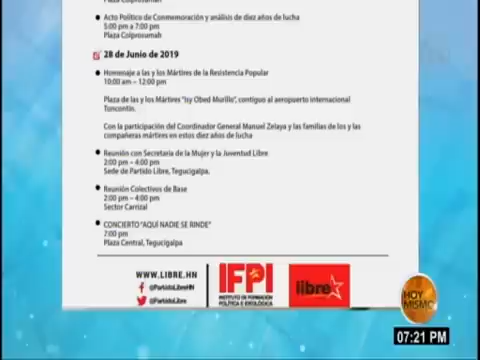 Plaza Colprosumah
Acto Político de Conmemoración y análisis de diez años de lucha
5:00 pm a 7:00 pm
Plaza Colprosumah
28 de Junio de 2019
Homenaje a las y los Mártires de la Resistencia Popular
10:00 am – 12:00 pm
Plaza de las y los Mártires "Isy Obed Murillo", contiguo al aeropuerto internacional
Toncontín.
Con la participación del Coordinador General Manuel Zelaya y las familias de los y las
compañeras mártires en estos diez años de lucha
Reunión con Secretaria de la Mujer y la Juventud Libre
2:00 pm – 4:00 pm
Sede de Partido Libre, Tegucigalpa.
Reunión Colectivos de Base
2:00 pm – 4:00 pm
Sector Carrizal
CONCIERTO "AQUÍ NADIE SE RINDE"
7:00 pm
Plaza Central, Tegucigalpa
WWW.LIBRE.HN
@PartidoLibreHN
@PartidoLibre
IFPI
INSTITUTO DE FORMACIÓN
POLÍTICA E IDEOLÓGICA
libre
HOY
MISMO
07:21 PM